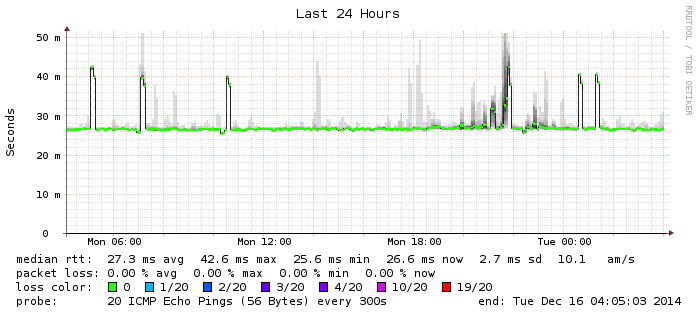 Last 24 Hours
RRDTOOL / TOBI OETIKER
Seconds
50 m
40 m
30 m
20 m
10 m
0
Mon 06:00 Mon 12:00 Mon 18:00 Tue 00:00
median rtt: 27.3 ms avg 42.6 ms max 25.6 ms min 26.6 ms now 2.7 ms sd 10.1 am/s
packet loss: 0.00 % avg 0.00 % max 0.00 % min 0.00 % now
loss color: 0 1/20 2/20 3/20 4/20 10/20 19/20
probe: 20 ICMP Echo Pings (56 Bytes) every 300s end: Tue Dec 16 04:05:03 2014